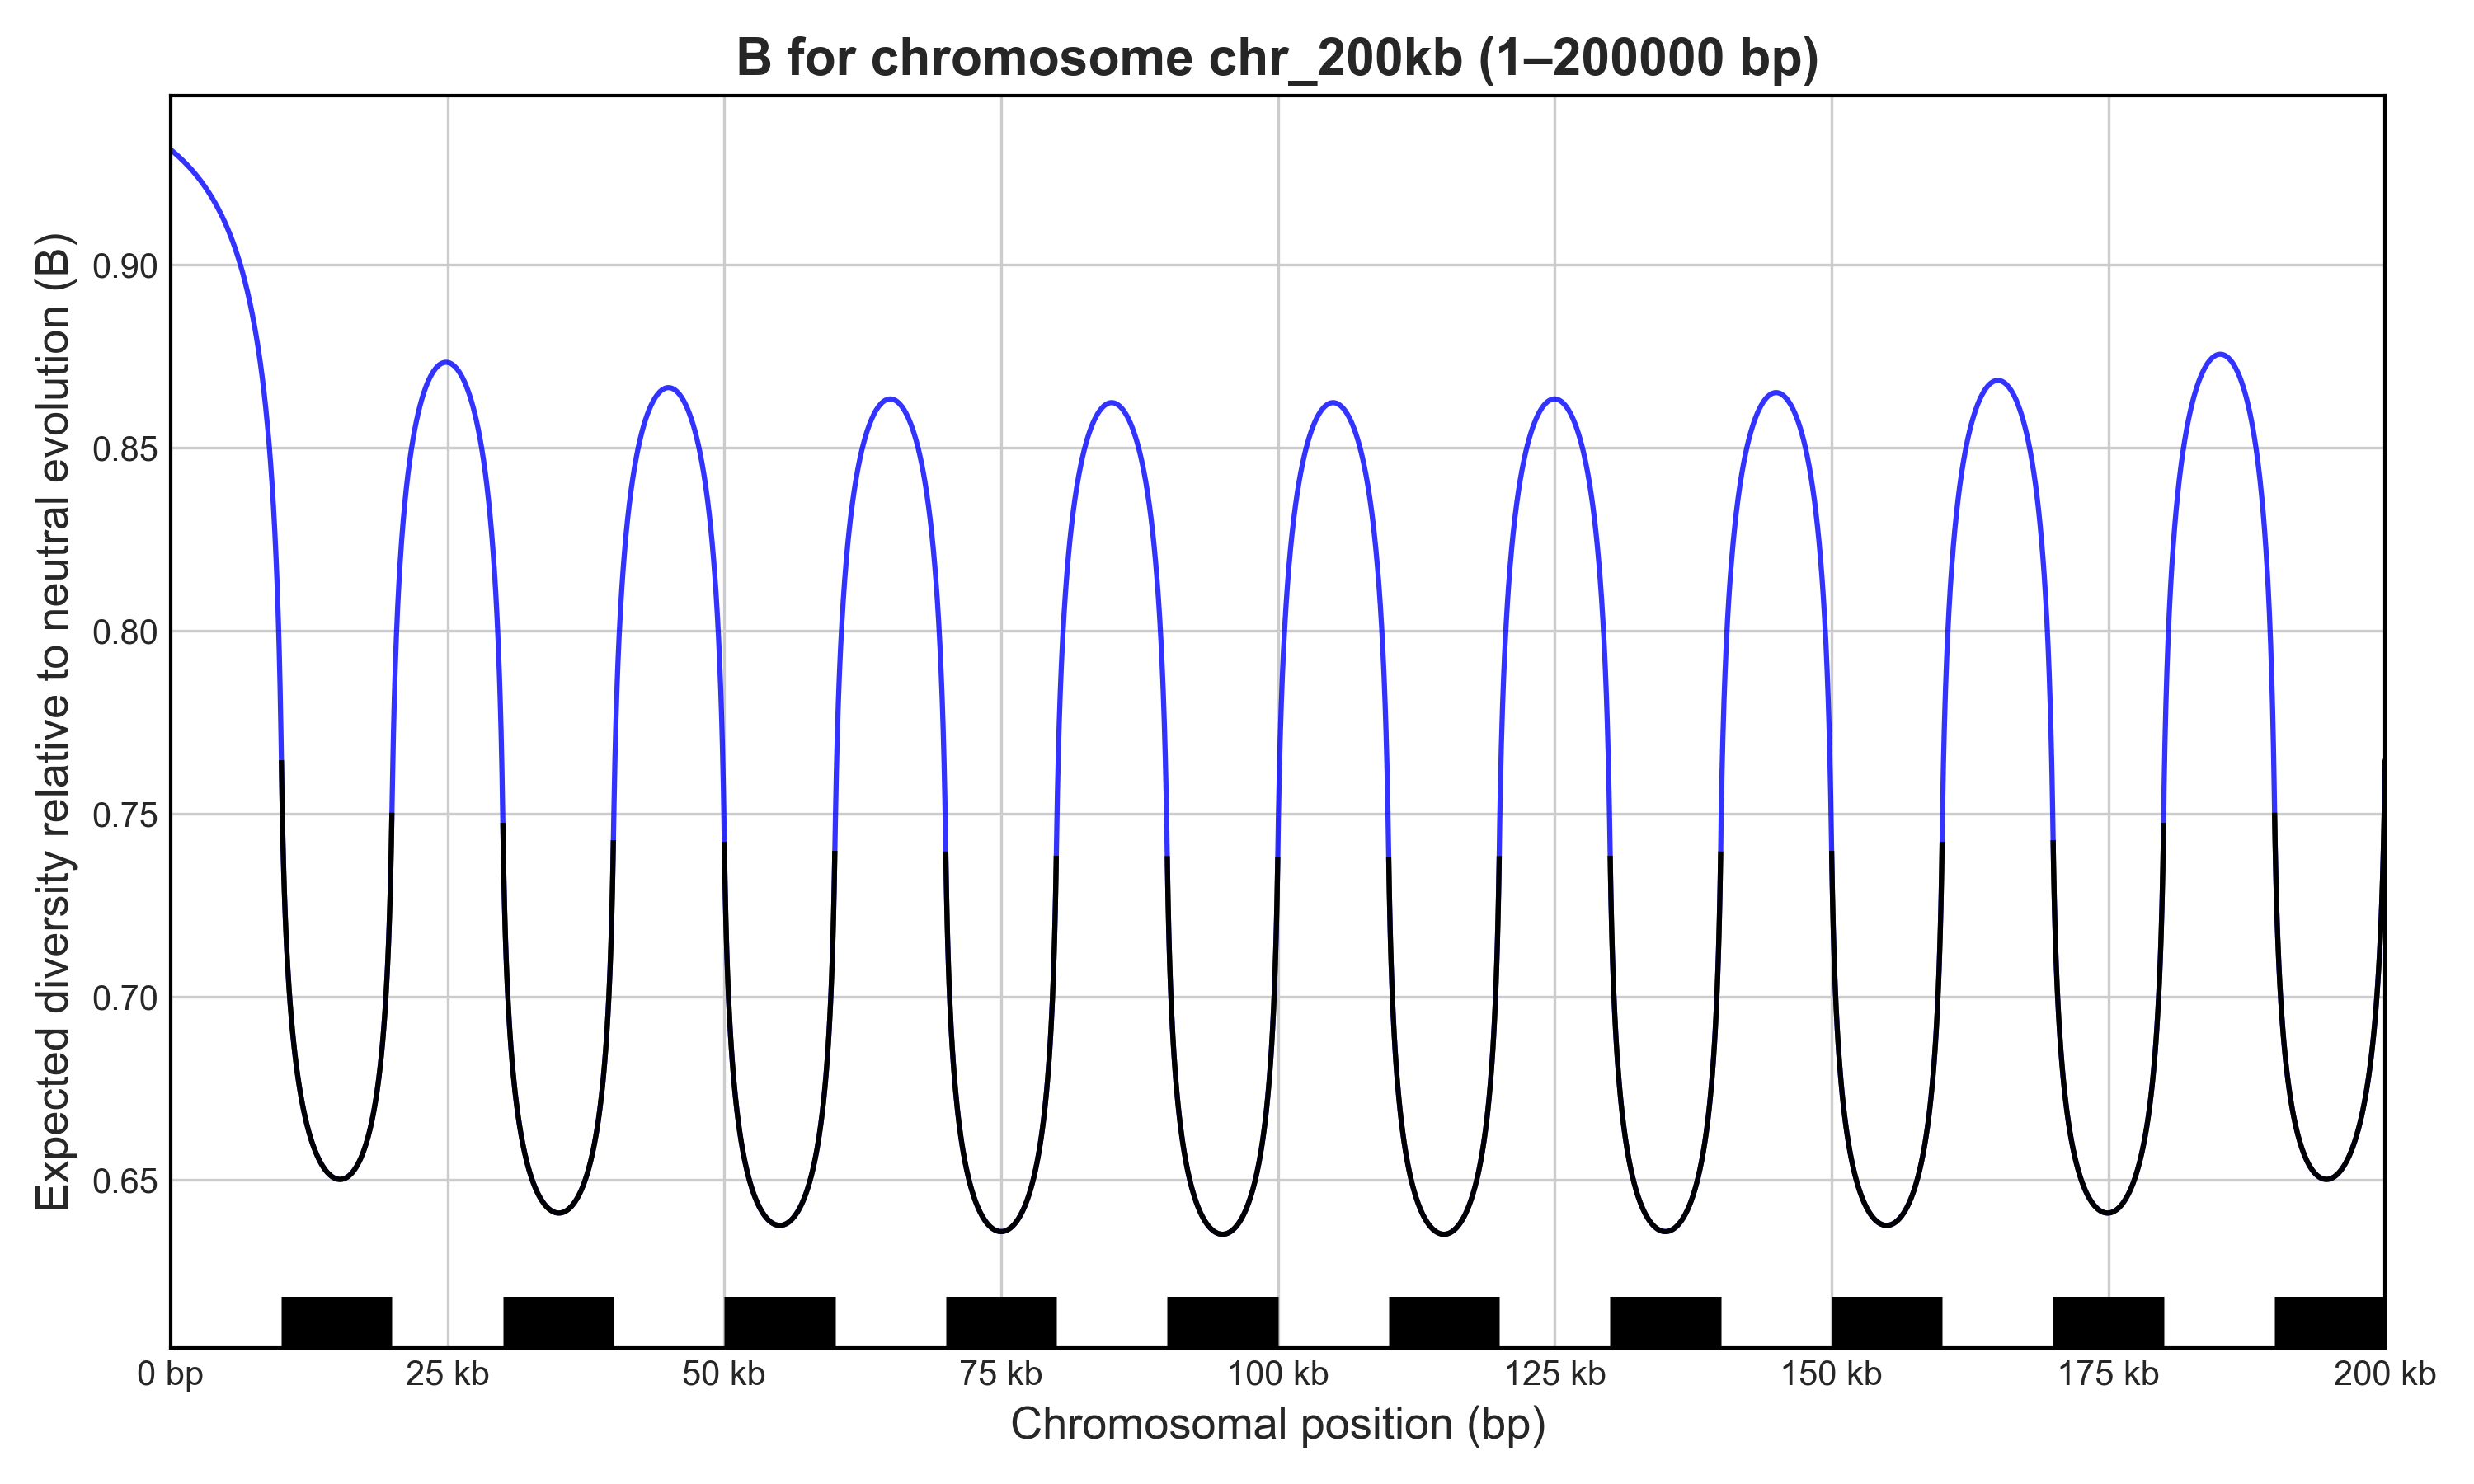 B for chromosome chr_200kb (1–200000 bp)
Expected diversity relative to neutral evolution (B)
0.90
0.85
0.80
0.75
0.70
0.65
0 bp 25 kb 50 kb 75 kb 100 kb 125 kb 150 kb 175 kb 200 kb
Chromosomal position (bp)